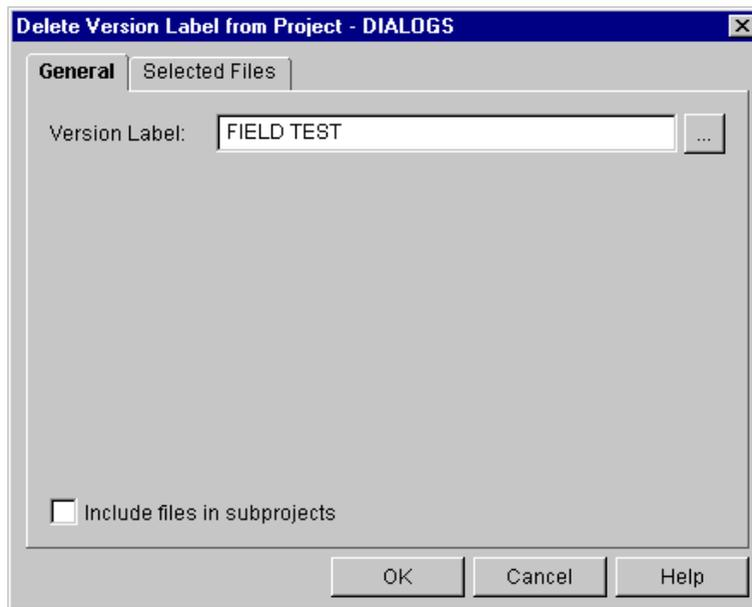 Delete Version Label from Project - DIALOGS
General Selected Files
Version Label: FIELD TEST ...
Include files in subprojects
OK Cancel Help